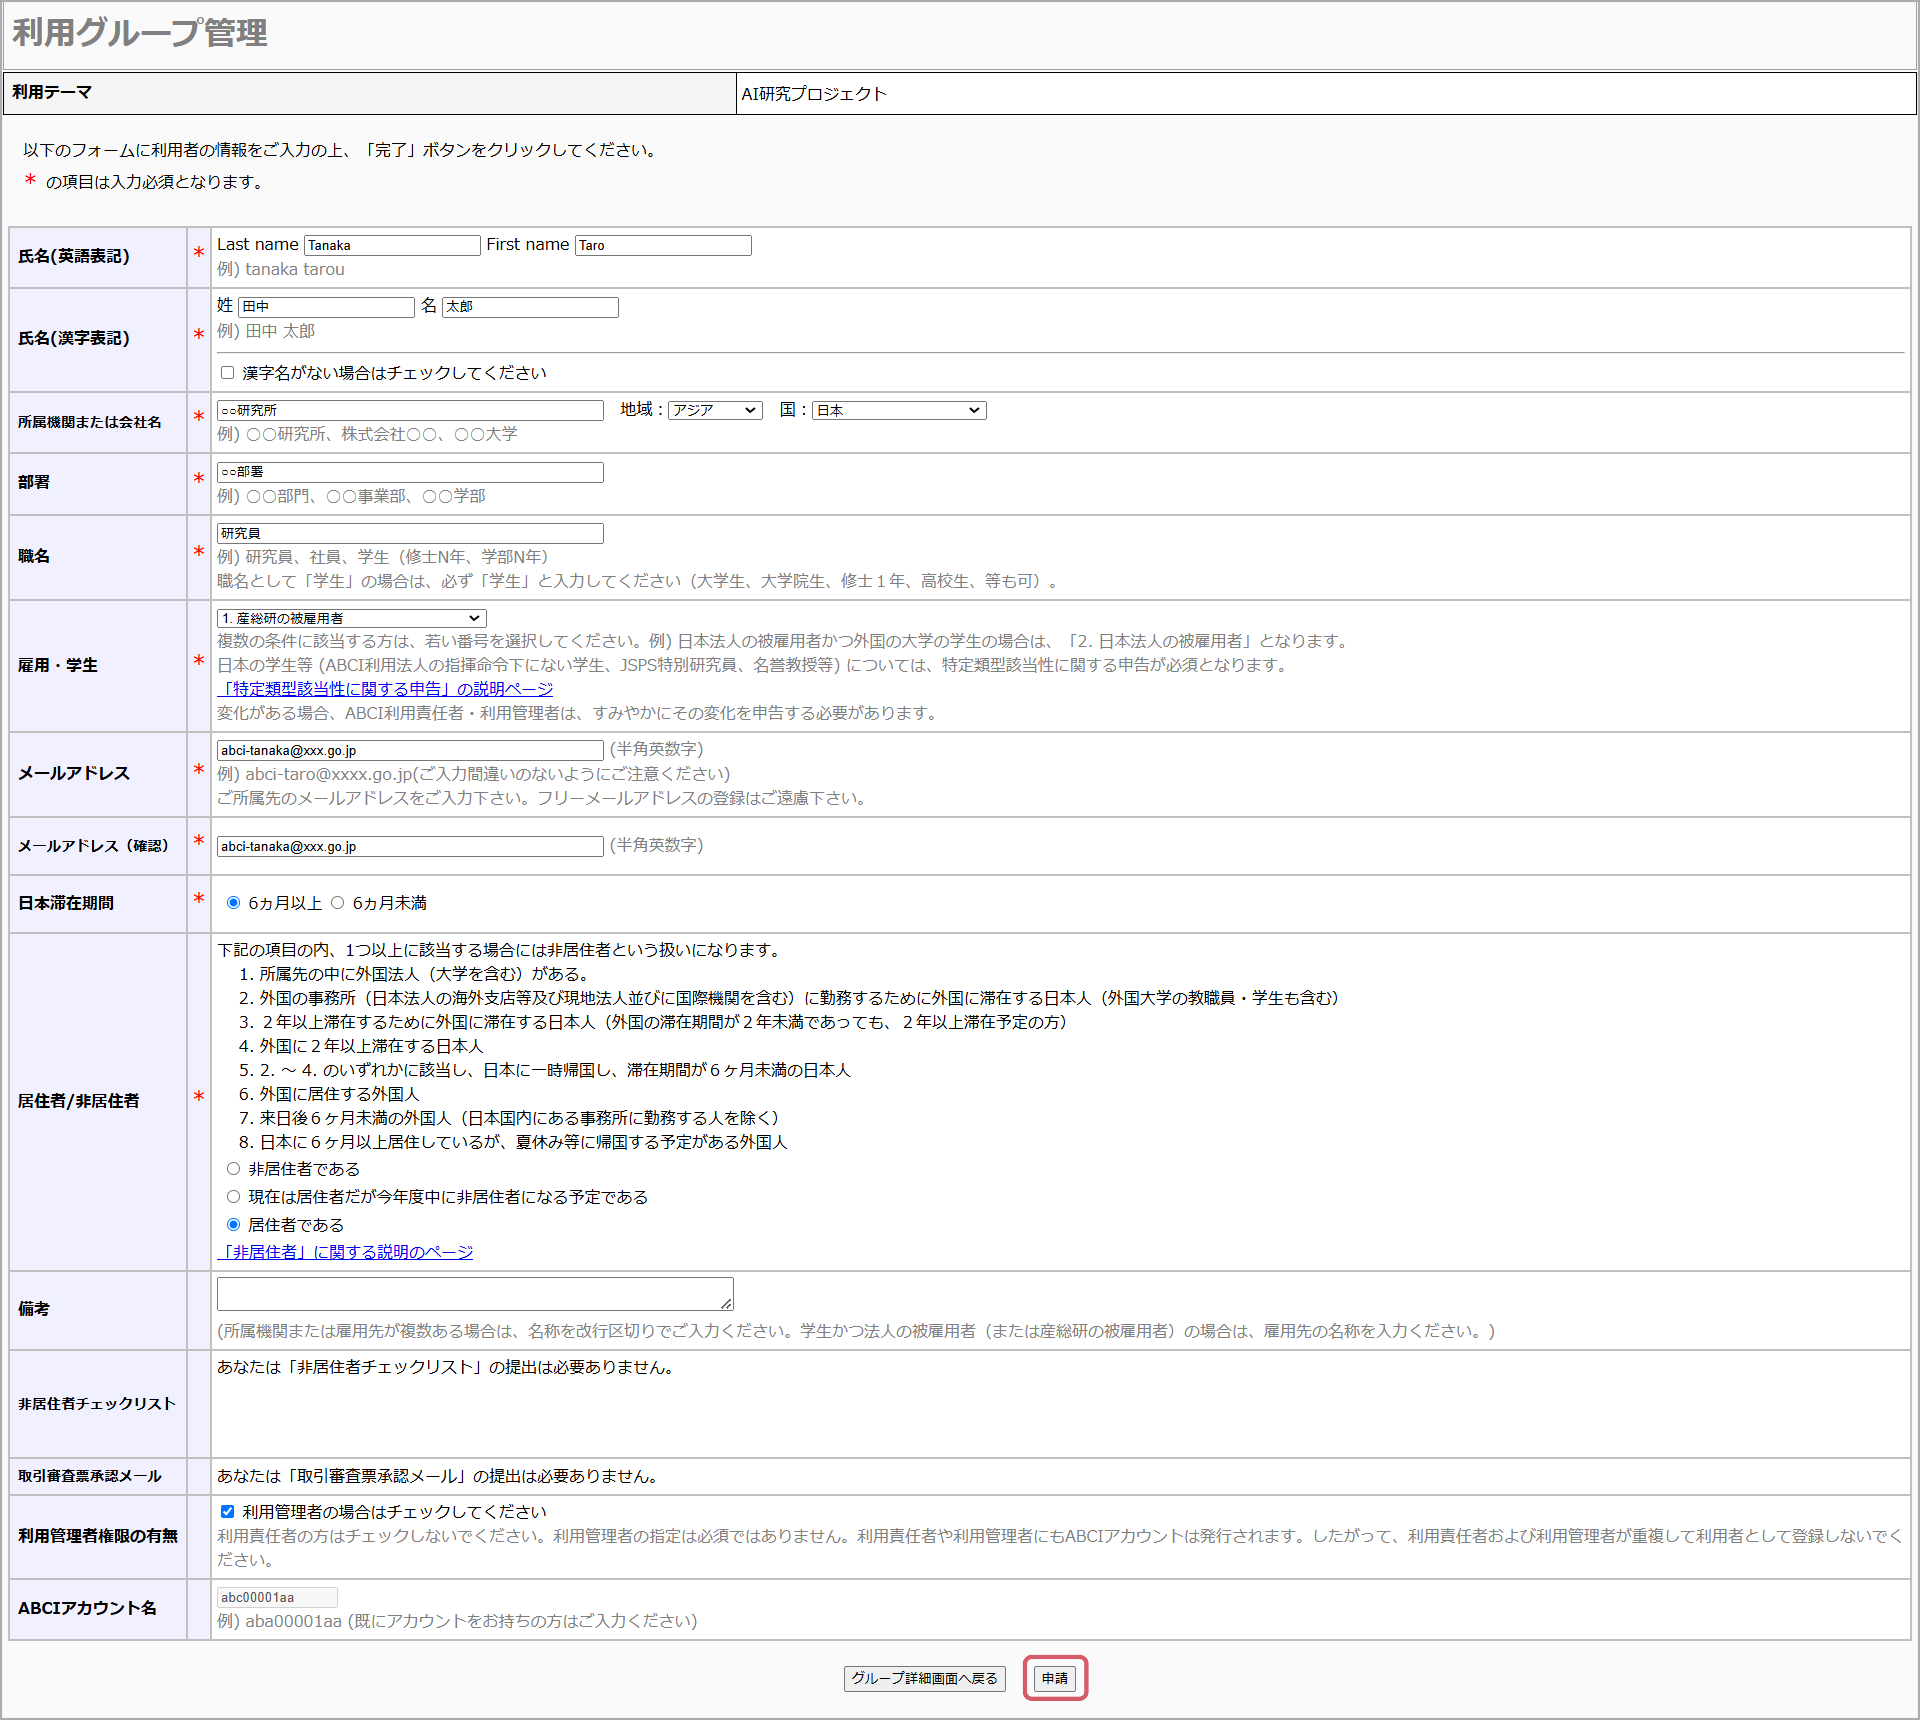 利用グループ管理
利用テーマ AI研究プロジェクト
以下のフォームに利用者の情報をご入力の上、「完了」ボタンをクリックしてください。
* の項目は入力必須となります。
氏名(英語表記) * Last name Tanaka First name Taro
例) tanaka tarou
氏名(漢字表記) * 姓 田中 名 太郎
例) 田中 太郎
漢字名がない場合はチェックしてください
所属機関または会社名 * ○○研究所 地域：アジア 国：日本
例) 〇〇研究所、株式会社〇〇、〇〇大学
部署 * ○○部署
例) 〇〇部門、〇〇事業部、〇〇学部
職名 * 研究員
例) 研究員、社員、学生（修士N年、学部N年）
職名として「学生」の場合は、必ず「学生」と入力してください（大学生、大学院生、修士１年、高校生、等も可）。
雇用・学生 * 1. 産総研の被雇用者
複数の条件に該当する方は、若い番号を選択してください。例) 日本法人の被雇用者かつ外国の大学の学生の場合は、「2. 日本法人の被雇用者」となります。
日本の学生等 (ABCI利用法人の指揮命令下にない学生、JSPS特別研究員、名誉教授等) については、特定類型該当性に関する申告が必須となります。
「特定類型該当性に関する申告」の説明ページ
変化がある場合、ABCI利用責任者・利用管理者は、すみやかにその変化を申告する必要があります。
メールアドレス * abci-tanaka@xxx.go.jp (半角英数字)
例) abci-taro@xxxx.go.jp(ご入力間違いのないようにご注意ください)
ご所属先のメールアドレスをご入力下さい。フリーメールアドレスの登録はご遠慮下さい。
メールアドレス（確認） * abci-tanaka@xxx.go.jp (半角英数字)
日本滞在期間 * 6ヵ月以上 6ヵ月未満
居住者/非居住者 * 下記の項目の内、1つ以上に該当する場合には非居住者という扱いになります。
1. 所属先の中に外国法人（大学を含む）がある。
2. 外国の事務所（日本法人の海外支店等及び現地法人並びに国際機関を含む）に勤務するために外国に滞在する日本人（外国大学の教職員・学生も含む）
3. ２年以上滞在するために外国に滞在する日本人（外国の滞在期間が２年未満であっても、２年以上滞在予定の方）
4. 外国に２年以上滞在する日本人
5. 2. ～ 4. のいずれかに該当し、日本に一時帰国し、滞在期間が６ヶ月未満の日本人
6. 外国に居住する外国人
7. 来日後６ヶ月未満の外国人（日本国内にある事務所に勤務する人を除く）
8. 日本に６ヶ月以上居住しているが、夏休み等に帰国する予定がある外国人
非居住者である
現在は居住者だが今年度中に非居住者になる予定である
居住者である
「非居住者」に関する説明のページ
備考
(所属機関または雇用先が複数ある場合は、名称を改行区切りでご入力ください。学生かつ法人の被雇用者（または産総研の被雇用者）の場合は、雇用先の名称を入力ください。)
非居住者チェックリスト あなたは「非居住者チェックリスト」の提出は必要ありません。
取引審査票承認メール あなたは「取引審査票承認メール」の提出は必要ありません。
利用管理者権限の有無 利用管理者の場合はチェックしてください
利用責任者の方はチェックしないでください。利用管理者の指定は必須ではありません。利用責任者や利用管理者にもABCIアカウントは発行されます。したがって、利用責任者および利用管理者が重複して利用者として登録しないでく
ださい。
ABCIアカウント名 abc00001aa
例) aba00001aa (既にアカウントをお持ちの方はご入力ください)
グループ詳細画面へ戻る 申請